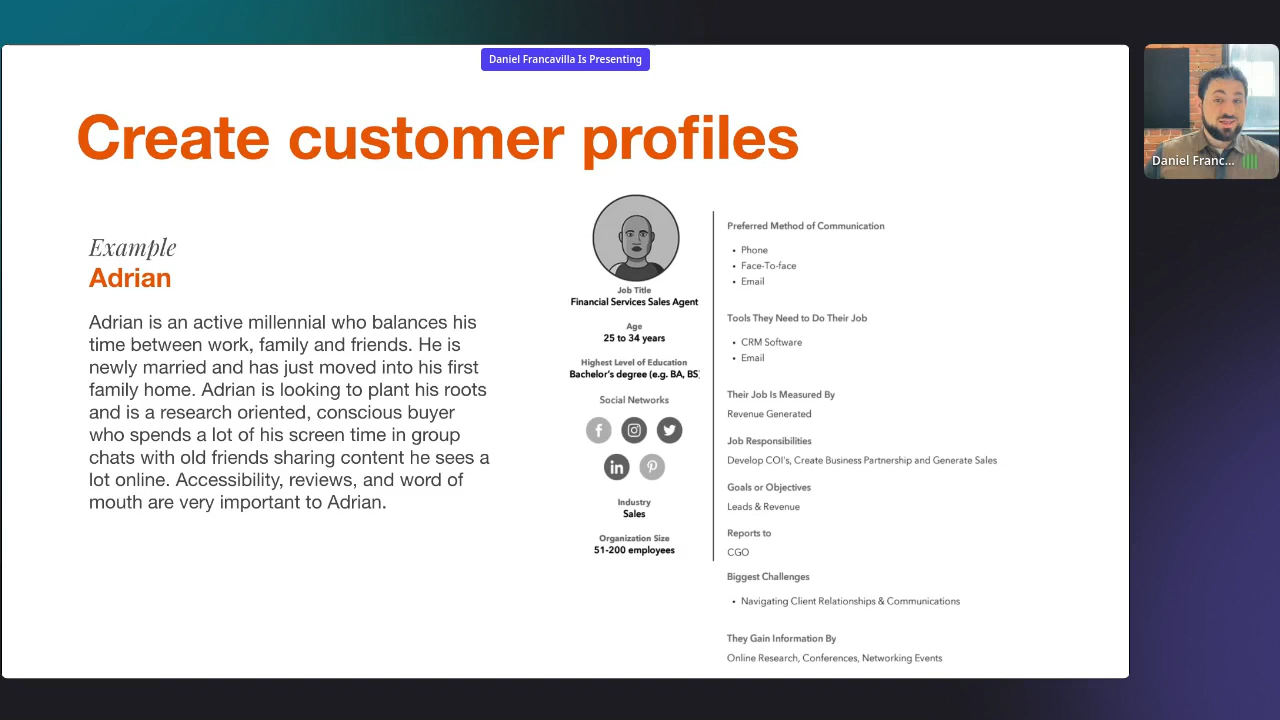 Daniel Francavilla Is Presenting
Create customer profiles
Example
Adrian
Adrian is an active millennial who balances his
time between work, family and friends. He is
newly married and has just moved into his first
family home. Adrian is looking to plant his roots
and is a research oriented, conscious buyer
who spends a lot of his screen time in group
chats with old friends sharing content he sees a
lot online. Accessibility, reviews, and word of
mouth are very important to Adrian.
Job Title
Financial Services Sales Agent
Age
25 to 34 years
Highest Level of Education
Bachelor's degree (e.g. BA, BS)
Social Networks
Industry
Sales
Organization Size
51-200 employees
Preferred Method of Communication
• Phone
• Face-To-face
• Email
Tools They Need to Do Their Job
• CRM Software
• Email
Their Job Is Measured By
Revenue Generated
Job Responsibilities
Develop COI's, Create Business Partnership and Generate Sales
Goals or Objectives
Leads & Revenue
Reports to
CGO
Biggest Challenges
• Navigating Client Relationships & Communications
They Gain Information By
Online Research, Conferences, Networking Events
Daniel Franc...